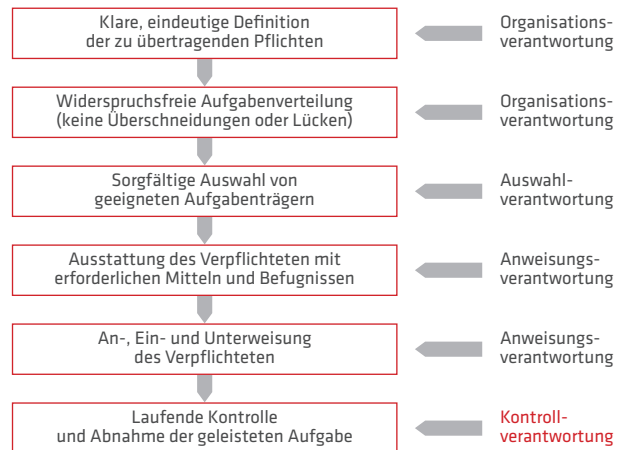 Klare, eindeutige Definition
der zu übertragenden Pflichten
Organisations-
verantwortung
Widerspruchsfreie Aufgabenverteilung
(keine Überschneidungen oder Lücken)
Organisations-
verantwortung
Sorgfältige Auswahl von
geeigneten Aufgabenträgern
Auswahl-
verantwortung
Ausstattung des Verpflichteten mit
erforderlichen Mitteln und Befugnissen
Anweisungs-
verantwortung
An-, Ein- und Unterweisung
des Verpflichteten
Anweisungs-
verantwortung
Laufende Kontrolle
und Abnahme der geleisteten Aufgabe
Kontroll-
verantwortung